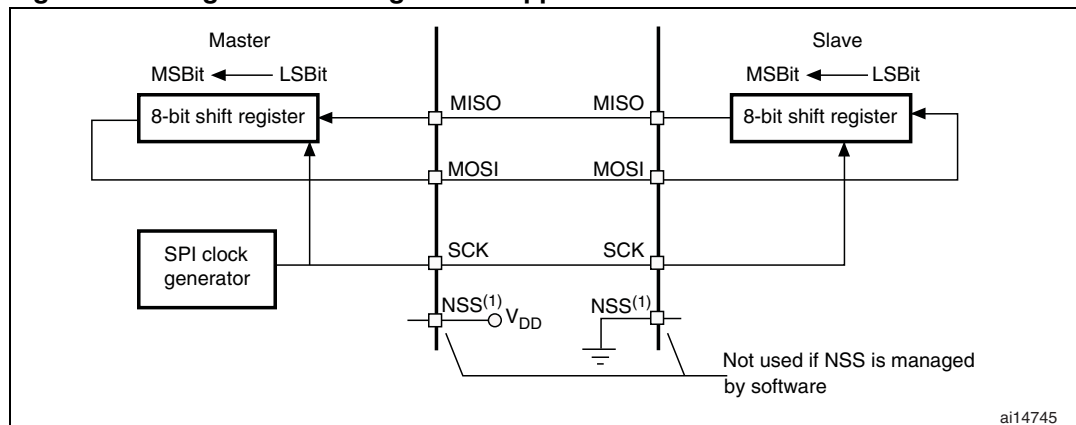 Master
MSBit LSBit
8-bit shift register
SPI clock
generator
MISO
MOSI
SCK
NSS(1)
VDD
MISO
MOSI
SCK
NSS(1)
Slave
MSBit LSBit
8-bit shift register
Not used if NSS is managed
by software
ai14745